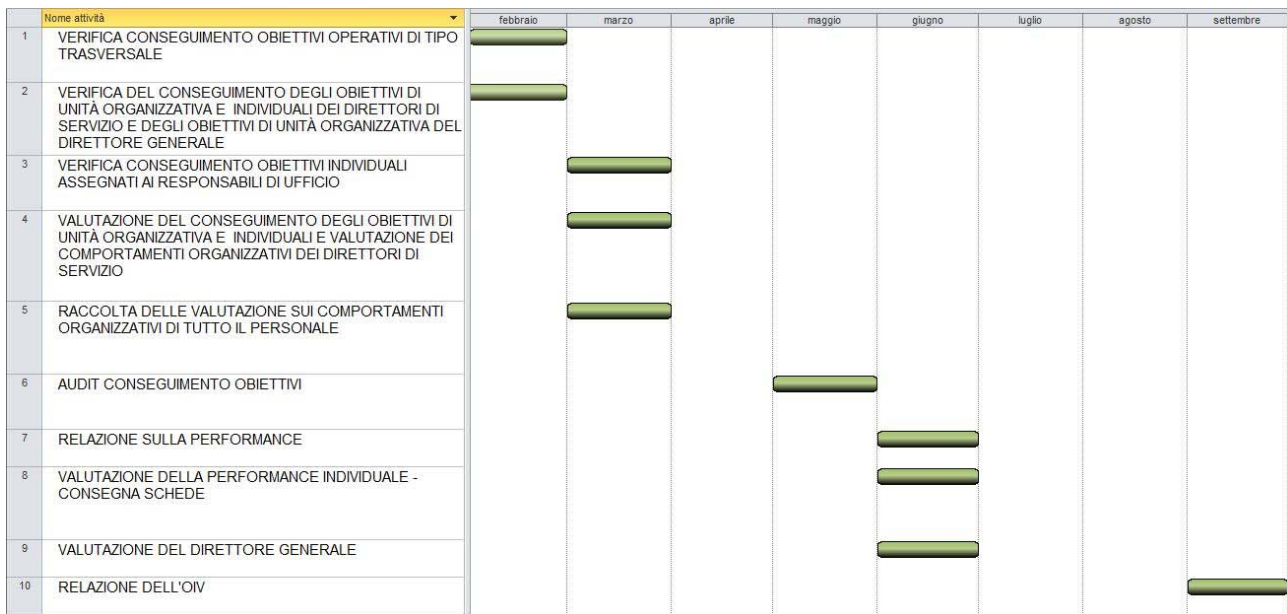 Nome attività
febbraio marzo aprile maggio giugno luglio agosto settembre
1 VERIFICA CONSEGUIMENTO OBIETTIVI OPERATIVI DI TIPO
TRASVERSALE
2 VERIFICA DEL CONSEGUIMENTO DEGLI OBIETTIVI DI
UNITÀ ORGANIZZATIVA E INDIVIDUALI DEI DIRETTORI DI
SERVIZIO E DEGLI OBIETTIVI DI UNITÀ ORGANIZZATIVA DEL
DIRETTORE GENERALE
3 VERIFICA CONSEGUIMENTO OBIETTIVI INDIVIDUALI
ASSEGNATI AI RESPONSABILI DI UFFICIO
4 VALUTAZIONE DEL CONSEGUIMENTO DEGLI OBIETTIVI DI
UNITÀ ORGANIZZATIVA E INDIVIDUALI E VALUTAZIONE DEI
COMPORTAMENTI ORGANIZZATIVI DEI DIRETTORI DI
SERVIZIO
5 RACCOLTA DELLE VALUTAZIONE SUI COMPORTAMENTI
ORGANIZZATIVI DI TUTTO IL PERSONALE
6 AUDIT CONSEGUIMENTO OBIETTIVI
7 RELAZIONE SULLA PERFORMANCE
8 VALUTAZIONE DELLA PERFORMANCE INDIVIDUALE -
CONSEGNA SCHEDE
9 VALUTAZIONE DEL DIRETTORE GENERALE
10 RELAZIONE DELL'OIV